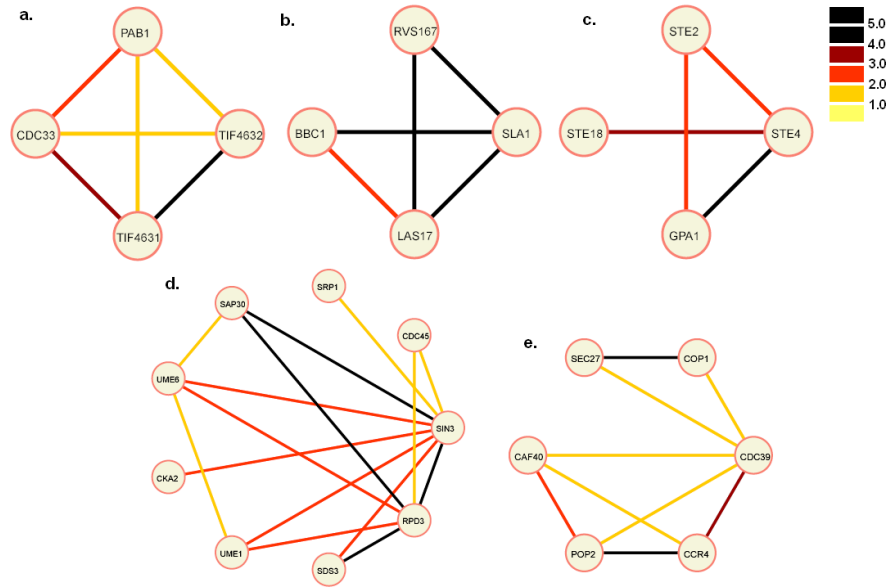 a.
PAB1
CDC33
TIF4632
TIF4631
b.
RVS167
BBC1
SLA1
LAS17
c.
STE2
STE18
STE4
GPA1
5.0
4.0
3.0
2.0
1.0
d.
SRP1
SAP30
CDC45
UME6
SIN3
CKA2
RPD3
UME1
SDS3
e.
SEC27
COP1
CAF40
CDC39
POP2
CCR4